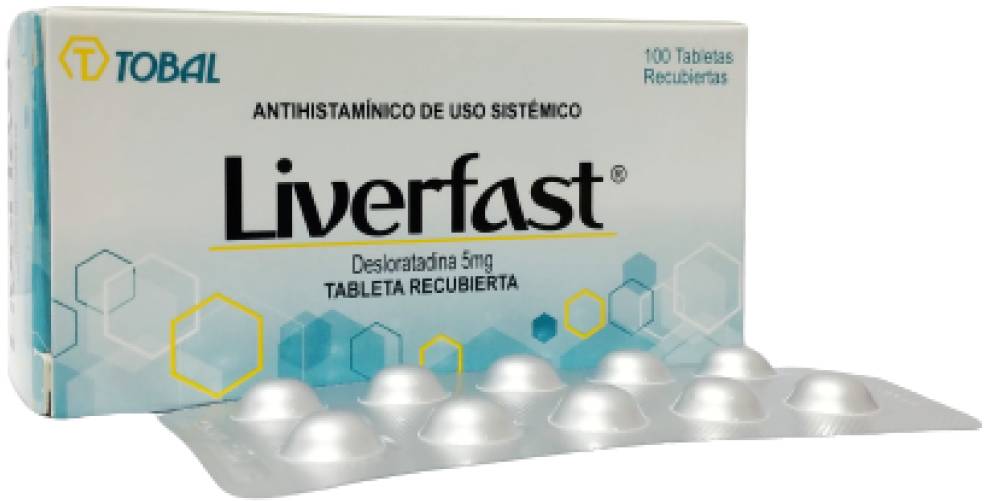 TOBAL
100 Tabletas
Recubiertas
ANTIHISTAMÍNICO DE USO SISTÉMICO
Liverfast®
Desloratadina 5mg
TABLETA RECUBIERTA